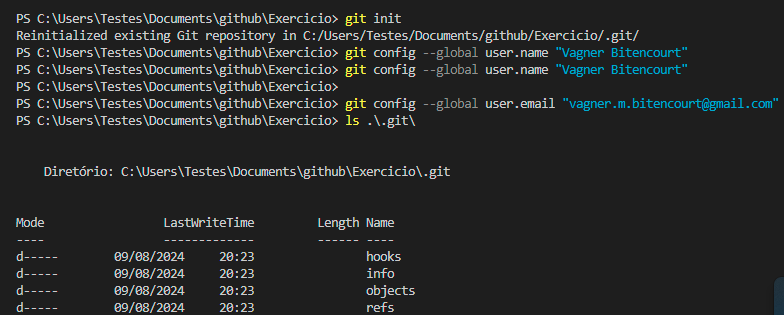 PS C:\Users\Testes\Documents\github\Exercicio> git init
Reinitialized existing Git repository in C:/Users/Testes/Documents/github/Exercicio/.git/
PS C:\Users\Testes\Documents\github\Exercicio> git config --global user.name "Vagner Bitencourt"
PS C:\Users\Testes\Documents\github\Exercicio> git config --global user.name "Vagner Bitencourt"
PS C:\Users\Testes\Documents\github\Exercicio>
PS C:\Users\Testes\Documents\github\Exercicio> git config --global user.email "vagner.m.bitencourt@gmail.com"
PS C:\Users\Testes\Documents\github\Exercicio> ls .\.git\
Diretório: C:\Users\Testes\Documents\github\Exercicio\.git
Mode LastWriteTime Length Name
---- ------------- ------ ----
d----- 09/08/2024 20:23 hooks
d----- 09/08/2024 20:23 info
d----- 09/08/2024 20:23 objects
d----- 09/08/2024 20:23 refs